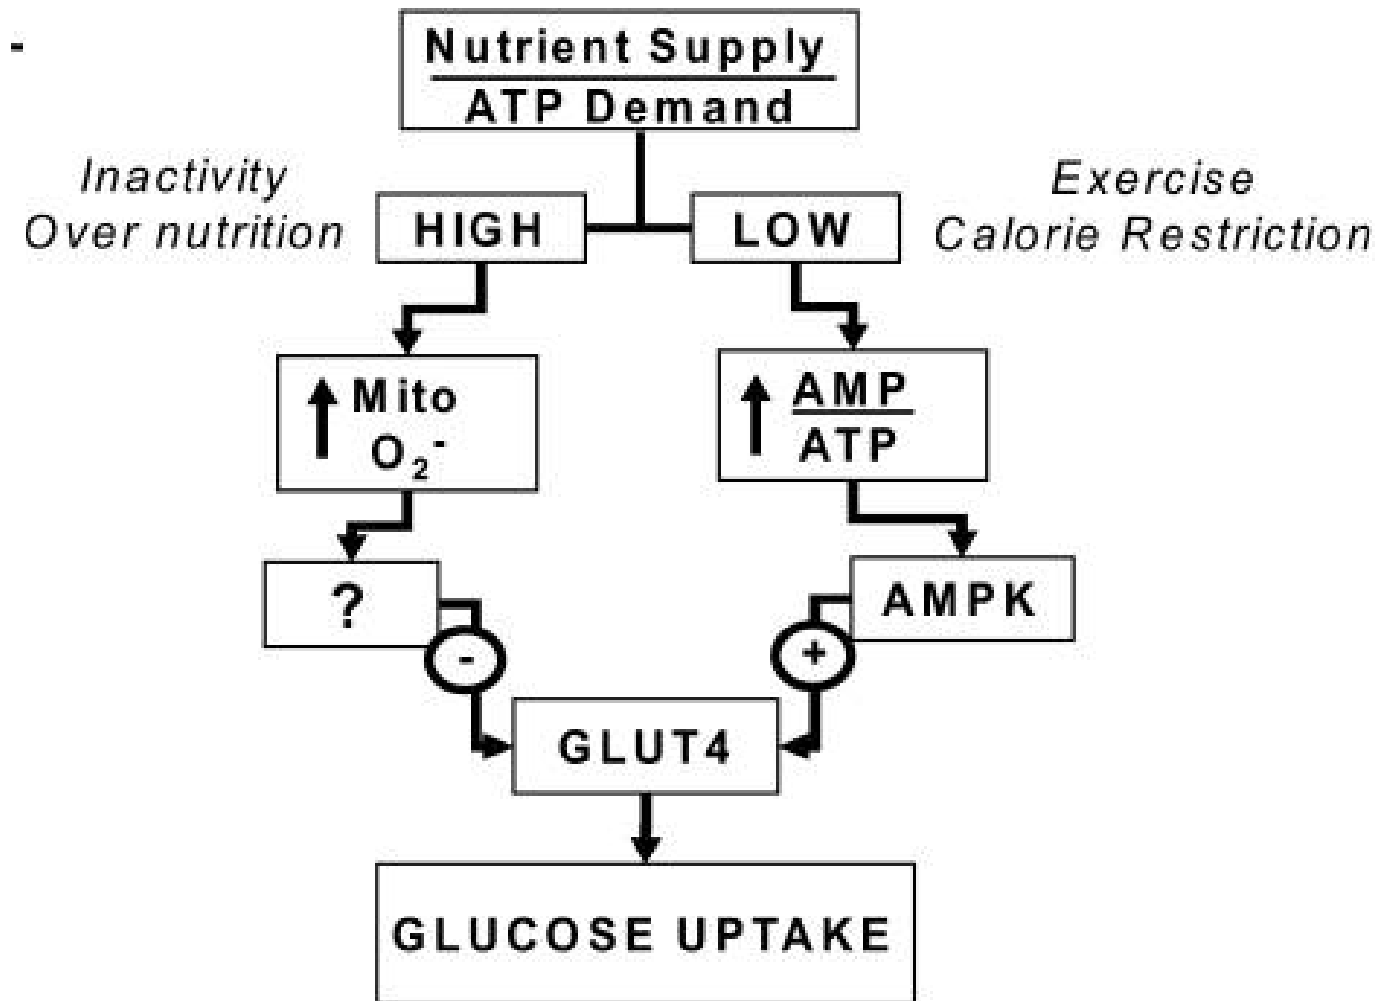 -
Nutrient Supply
ATP Demand
Inactivity
Over nutrition
HIGH
LOW
Exercise
Calorie Restriction
↑ Mito
O₂⁻
↑ AMP
ATP
?
AMPK
-
+
GLUT4
GLUCOSE UPTAKE